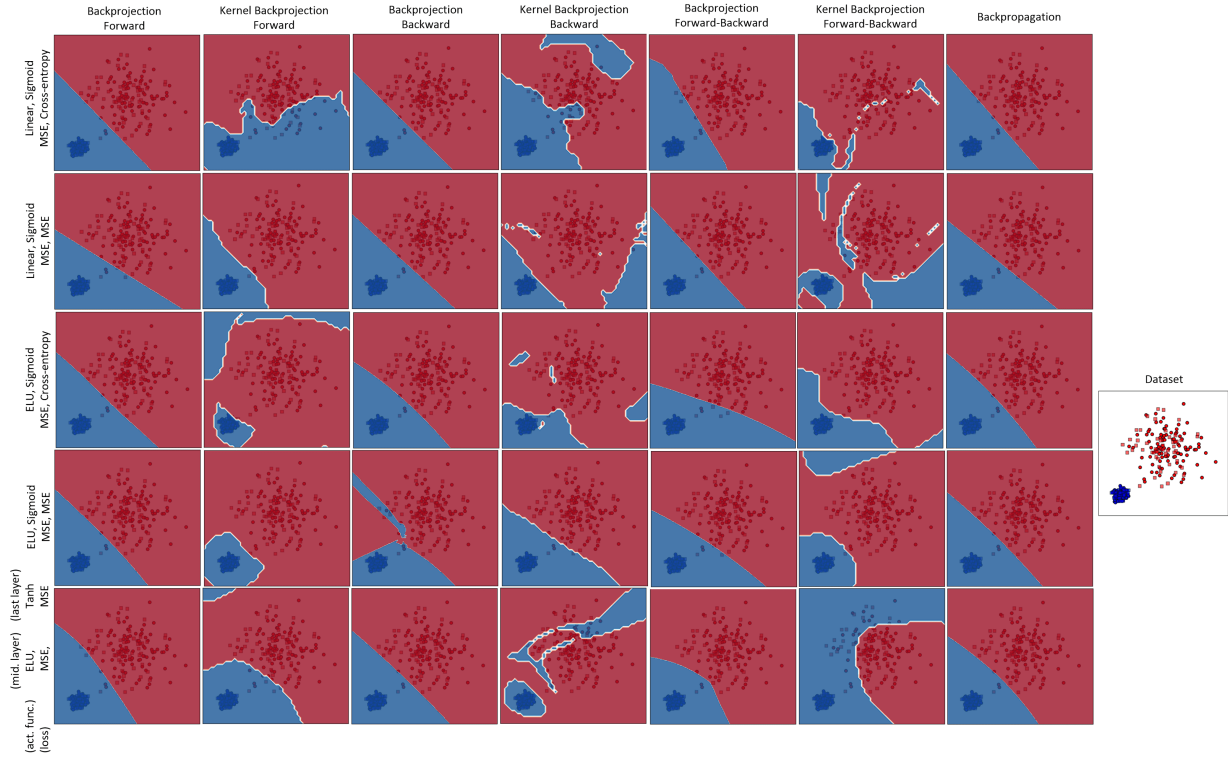 Backprojection
Forward
Kernel Backprojection
Forward
Backprojection
Backward
Kernel Backprojection
Backward
Backprojection
Forward-Backward
Kernel Backprojection
Forward-Backward
Backpropagation
Linear, Sigmoid
MSE, Cross-entropy
Linear, Sigmoid
MSE, MSE
ELU, Sigmoid
MSE, Cross-entropy
Dataset
ELU, Sigmoid
MSE, MSE
(act. func.) (mid. layer) ELU, (last layer) Tanh
(loss) MSE, MSE